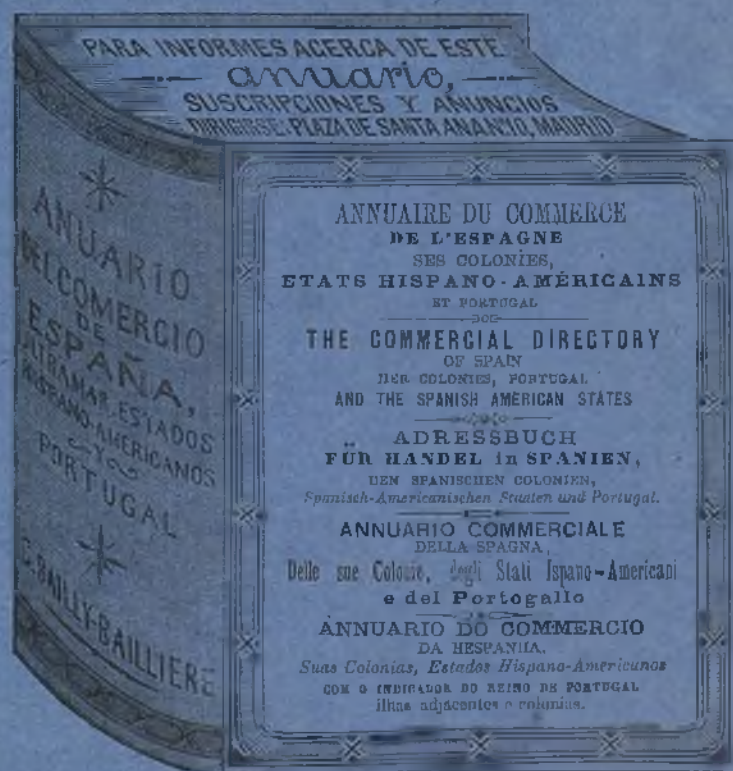 PARA INFORMES ACERCA DE ESTE
anuario,
SUSCRIPCIONES Y ANUNCIOS
DIRIGIRSE: PLAZA DE SANTA ANA, Nº10, MADRID
ANUARIO
DEL COMERCIO
DE
ESPAÑA,
ULTRAMAR, ESTADOS
HISPANO-AMERICANOS
Y
PORTUGAL
C. BAILLY-BAILLIERE
ANNUAIRE DU COMMERCE
DE L'ESPAGNE
SES COLONIES,
ETATS HISPANO-AMÉRICAINS
ET PORTUGAL
THE COMMERCIAL DIRECTORY
OF SPAIN
HER COLONIES, PORTUGAL
AND THE SPANISH AMERICAN STATES
ADRESSBUCH
FÜR HANDEL in SPANIEN,
DEN SPANISCHEN COLONIEN,
Spanisch-Americanischen Staaten und Portugal.
ANNUARIO COMMERCIALE
DELLA SPAGNA,
Delle sue Colonie, degli Stati Ispano-Americani
e del Portogallo
ANNUARIO DO COMMERCIO
DA HESPANHA,
Suas Colonias, Estados Hispano-Americanos
COM O INDICADOR DO REINO DE PORTUGAL
ilhas adjacentes e colonias.